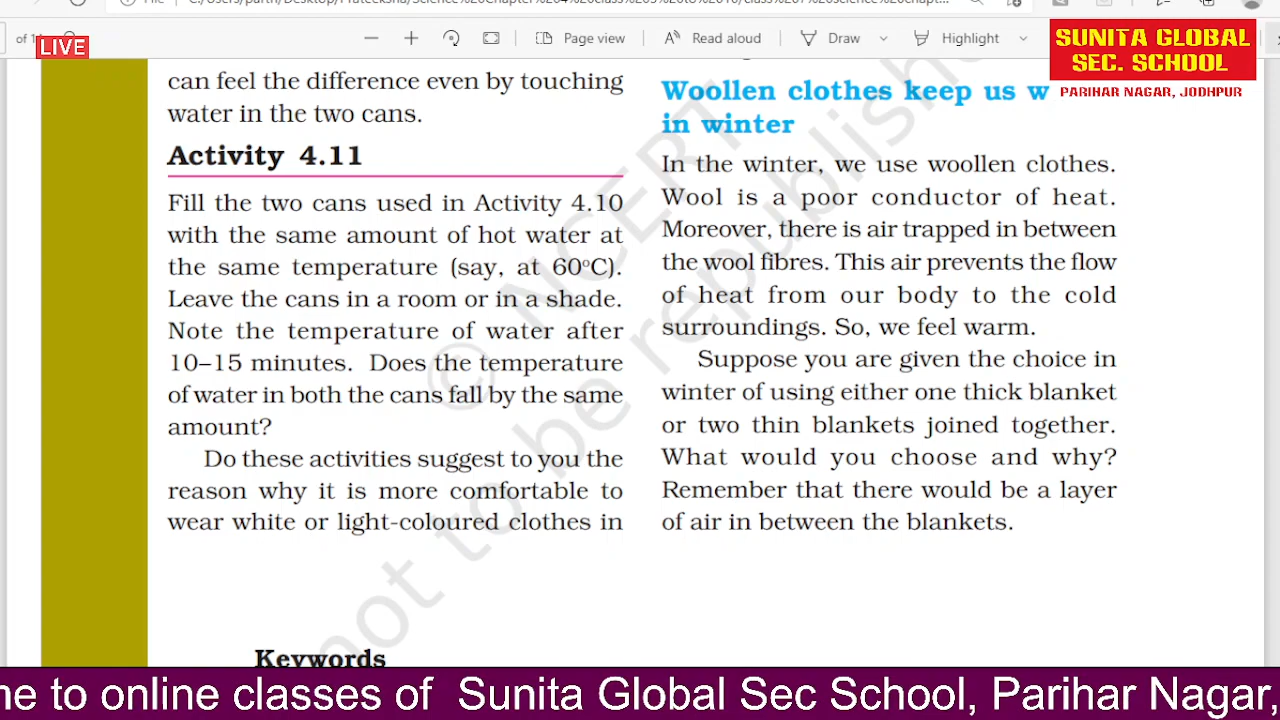 File
of 1
LIVE
Page view
Read aloud
Draw
Highlight
SUNITA GLOBAL
SEC. SCHOOL
PARIHAR NAGAR, JODHPUR
can feel the difference even by touching
water in the two cans.
Activity 4.11
Fill the two cans used in Activity 4.10
with the same amount of hot water at
the same temperature (say, at 60°C).
Leave the cans in a room or in a shade.
Note the temperature of water after
10–15 minutes. Does the temperature
of water in both the cans fall by the same
amount?
Do these activities suggest to you the
reason why it is more comfortable to
wear white or light-coloured clothes in
Woollen clothes keep us w
in winter
In the winter, we use woollen clothes.
Wool is a poor conductor of heat.
Moreover, there is air trapped in between
the wool fibres. This air prevents the flow
of heat from our body to the cold
surroundings. So, we feel warm.
Suppose you are given the choice in
winter of using either one thick blanket
or two thin blankets joined together.
What would you choose and why?
Remember that there would be a layer
of air in between the blankets.
© NCERT
not to be republished
Keywords
me to online classes of Sunita Global Sec School, Parihar Nagar,